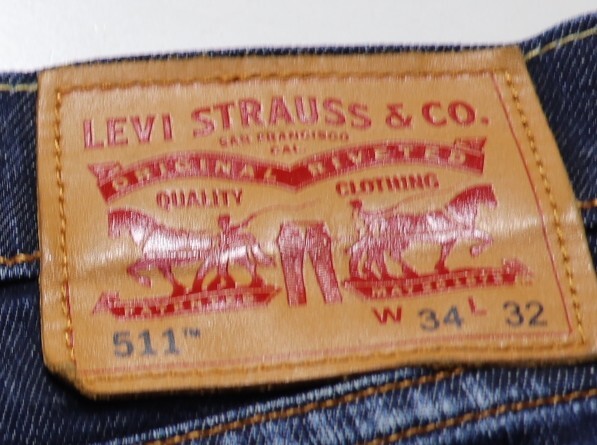 LEVI STRAUSS & CO.
SAN FRANCISCO
CAL.
ORIGINAL RIVETED
QUALITY CLOTHING
511™ W 34 L 32